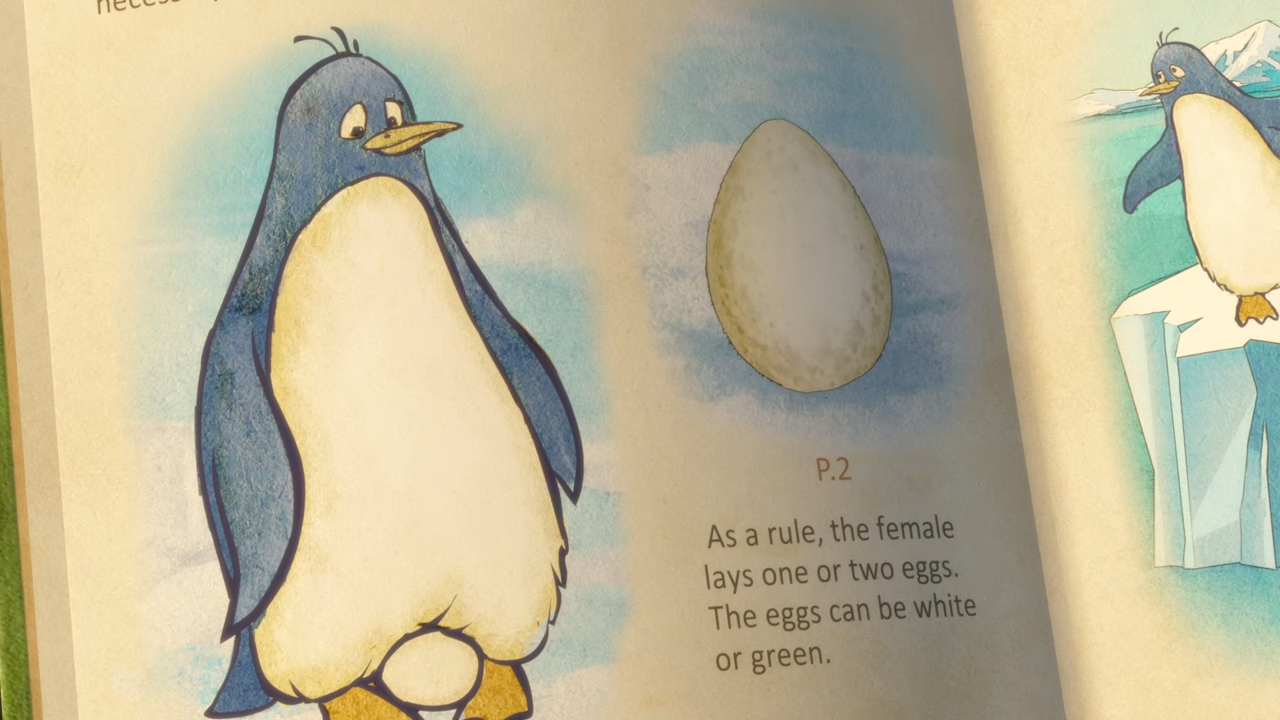 P.2
As a rule, the female
lays one or two eggs.
The eggs can be white
or green.